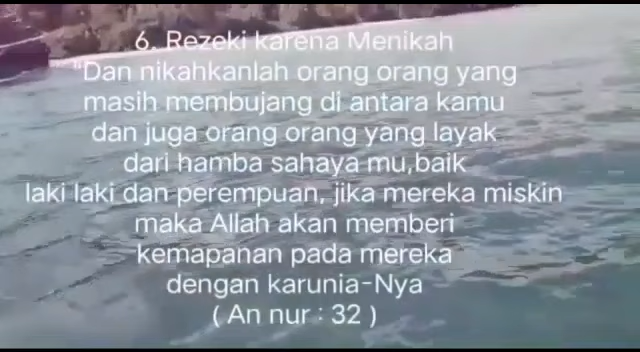 6. Rezeki karena Menikah
"Dan nikahkanlah orang orang yang
masih membujang di antara kamu
dan juga orang orang yang layak
dari hamba sahaya mu,baik
laki laki dan perempuan, jika mereka miskin
maka Allah akan memberi
kemapanan pada mereka
dengan karunia-Nya
( An nur : 32 )